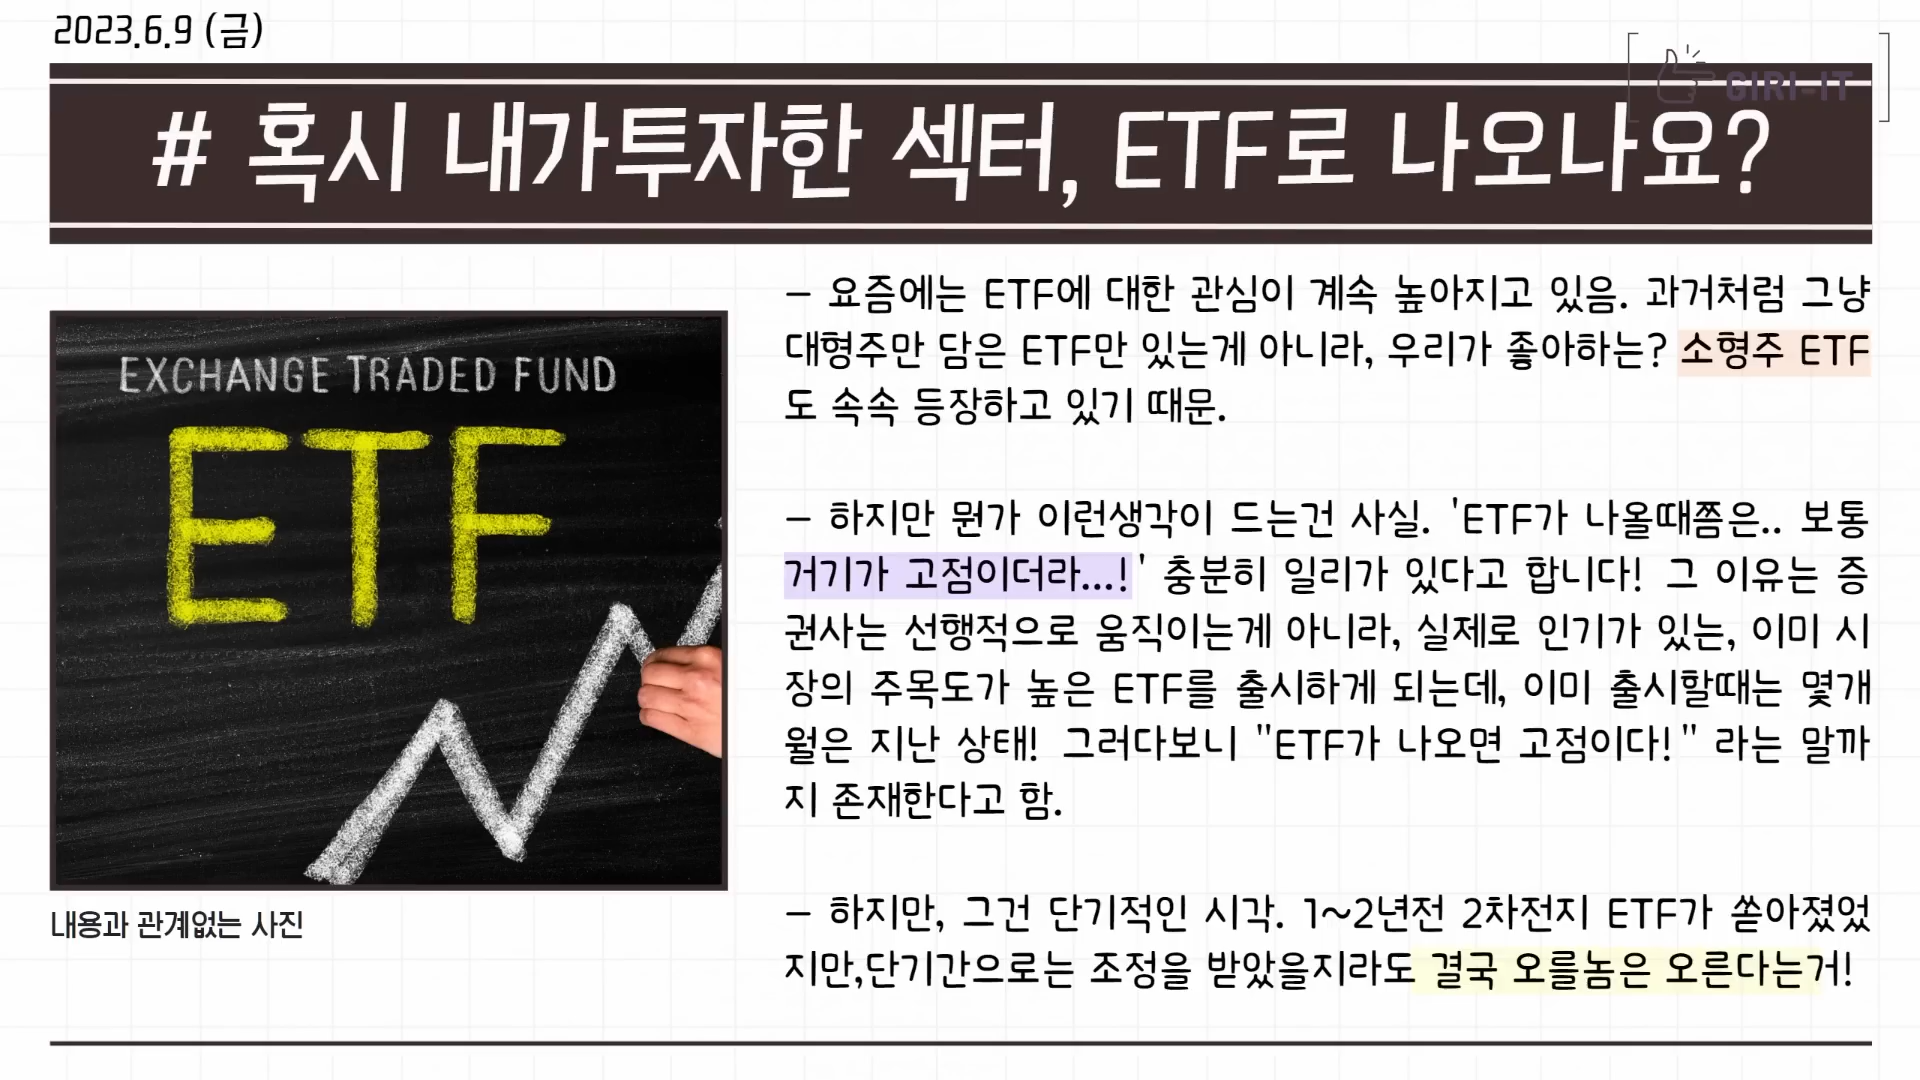 2023.6.9 (금)
GIRI-IT
# 혹시 내가투자한 섹터, ETF로 나오나요?
EXCHANGE TRADED FUND
ETF
내용과 관계없는 사진
- 요즘에는 ETF에 대한 관심이 계속 높아지고 있음. 과거처럼 그냥
대형주만 담은 ETF만 있는게 아니라, 우리가 좋아하는? 소형주 ETF
도 속속 등장하고 있기 때문.
- 하지만 뭔가 이런생각이 드는건 사실. 'ETF가 나올때쯤은.. 보통
거기가 고점이더라...!' 충분히 일리가 있다고 합니다! 그 이유는 증
권사는 선행적으로 움직이는게 아니라, 실제로 인기가 있는, 이미 시
장의 주목도가 높은 ETF를 출시하게 되는데, 이미 출시할때는 몇개
월은 지난 상태! 그러다보니 "ETF가 나오면 고점이다!" 라는 말까
지 존재한다고 함.
- 하지만, 그건 단기적인 시각. 1~2년전 2차전지 ETF가 쏟아졌었
지만,단기간으로는 조정을 받았을지라도 결국 오를놈은 오른다는거!